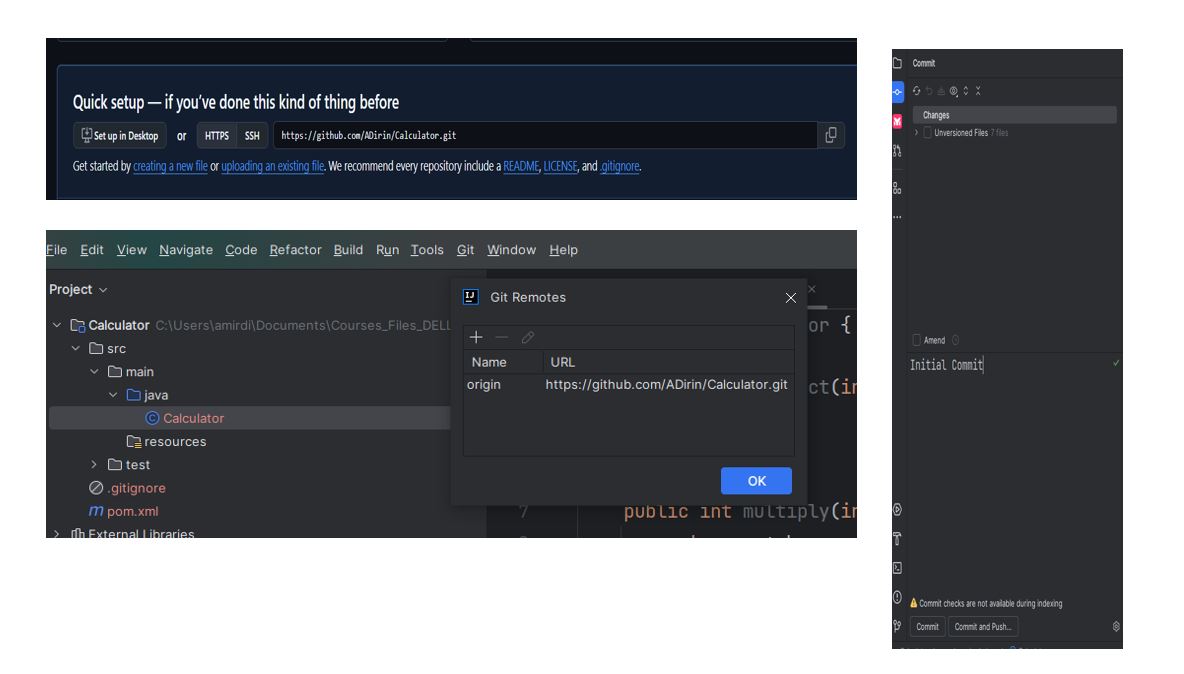 Quick setup — if you've done this kind of thing before
Set up in Desktop or HTTPS SSH https://github.com/ADirin/Calculator.git
Get started by creating a new file or uploading an existing file. We recommend every repository include a README, LICENSE, and .gitignore.
File Edit View Navigate Code Refactor Build Run Tools Git Window Help
Project
Calculator C:\Users\amirdi\Documents\Courses_Files_DELL
src
main
java
Calculator
resources
test
.gitignore
pom.xml
External Libraries
Git Remotes
Name URL
origin https://github.com/ADirin/Calculator.git
OK
or {
ct(in
7 public int multiply(in
Commit
Changes
Unversioned Files 7 files
Amend
Initial Commit
Commit checks are not available during indexing
Commit Commit and Push...